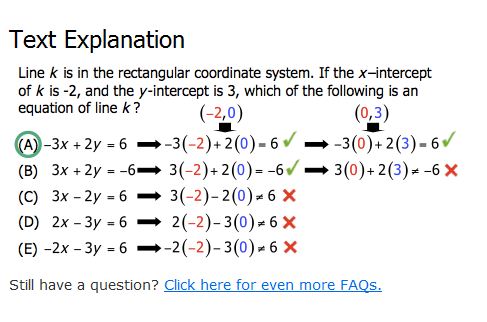 Text Explanation
Line k is in the rectangular coordinate system. If the x–intercept
of k is -2, and the y-intercept is 3, which of the following is an
equation of line k?
(-2,0) (0,3)
(A) -3x + 2y = 6 ➡ -3(-2)+ 2(0) = 6 ✓ ➡ -3(0)+ 2(3) = 6 ✓
(B) 3x + 2y = -6 ➡ 3(-2)+ 2(0) = -6 ✓ ➡ 3(0)+ 2(3) ≠ -6 ✕
(C) 3x – 2y = 6 ➡ 3(-2) – 2(0) ≠ 6 ✕
(D) 2x – 3y = 6 ➡ 2(-2) – 3(0) ≠ 6 ✕
(E) -2x – 3y = 6 ➡ -2(-2) – 3(0) ≠ 6 ✕
Still have a question? Click here for even more FAQs.